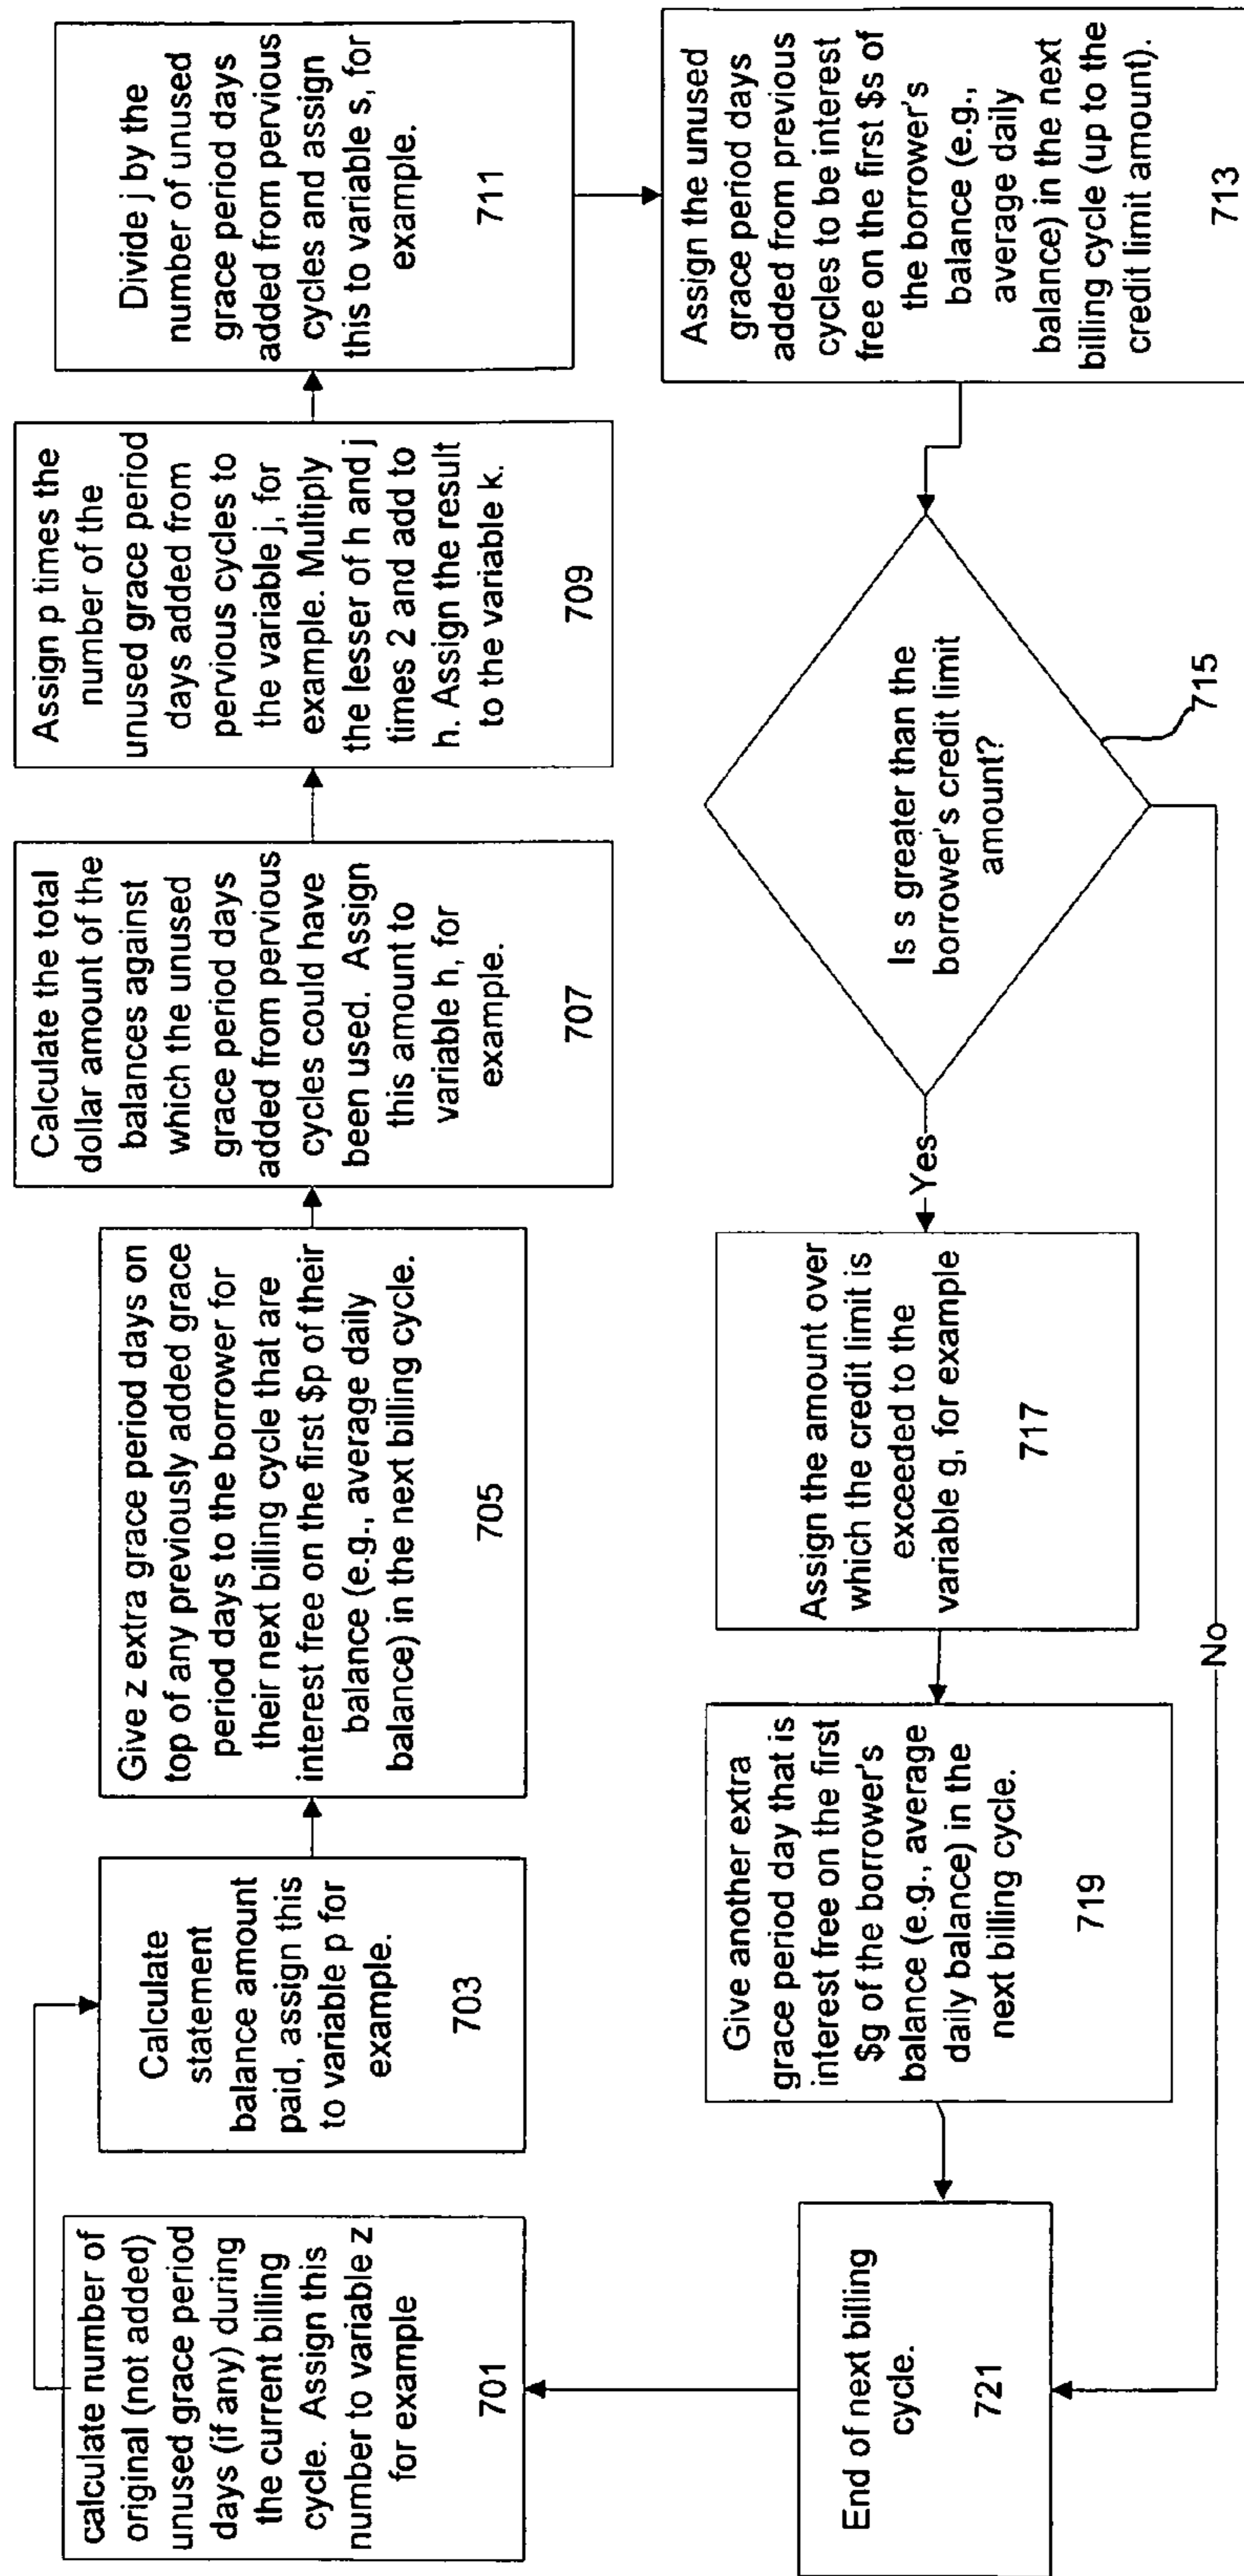 calculate number of
original (not added)
unused grace period
days (if any) during
the current billing
cycle. Assign this
number to variable z
for example
701
Calculate
statement
balance amount
paid, assign this
to variable p for
example.
703
Give z extra grace period days on
top of any previously added grace
period days to the borrower for
their next billing cycle that are
interest free on the first $p of their
balance (e.g., average daily
balance) in the next billing cycle.
705
Calculate the total
dollar amount of the
balances against
which the unused
grace period days
added from pervious
cycles could have
been used. Assign
this amount to
variable h, for
example.
707
Assign p times the
number of the
unused grace period
days added from
pervious cycles to
the variable j, for
example. Multiply
the lesser of h and j
times 2 and add to
h. Assign the result
to the variable k.
709
Divide j by the
number of unused
grace period days
added from pervious
cycles and assign
this to variable s, for
example.
711
Assign the unused
grace period days
added from previous
cycles to be interest
free on the first $s of
the borrower's
balance (e.g.,
average daily
balance) in the next
billing cycle (up to the
credit limit amount).
713
Is s greater than the
borrower's credit limit
amount?
715
Yes
No
Assign the amount over
which the credit limit is
exceeded to the
variable g, for example
717
Give another extra
grace period day that is
interest free on the first
$g of the borrower's
balance (e.g., average
daily balance) in the
next billing cycle.
719
End of next billing
cycle.
721